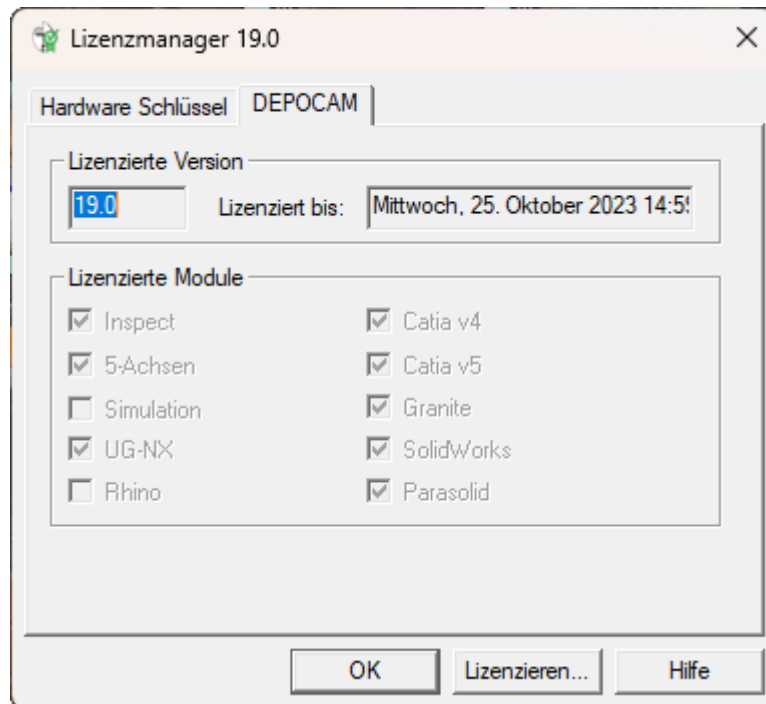 Lizenzmanager 19.0
Hardware Schlüssel DEPOCAM
Lizenzierte Version
19.0 Lizenziert bis: Mittwoch, 25. Oktober 2023 14:5
Lizenzierte Module
Inspect Catia v4
5-Achsen Catia v5
Simulation Granite
UG-NX SolidWorks
Rhino Parasolid
OK Lizenzieren... Hilfe